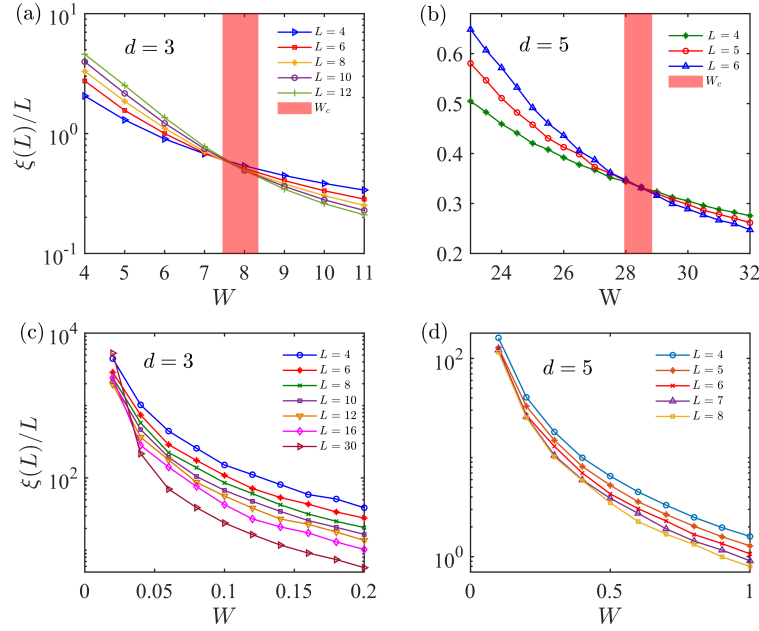 (a)
d = 3
L = 4
L = 6
L = 8
L = 10
L = 12
W_c
10^1
10^0
10^{-1}
ξ(L)/L
4 5 6 7 8 9 10 11
W
(b)
d = 5
L = 4
L = 5
L = 6
W_c
0.6
0.5
0.4
0.3
0.2
ξ(L)/L
24 26 28 30 32
W
(c)
d = 3
L = 4
L = 6
L = 8
L = 10
L = 12
L = 16
L = 30
10^4
10^2
ξ(L)/L
0 0.05 0.1 0.15 0.2
W
(d)
d = 5
L = 4
L = 5
L = 6
L = 7
L = 8
10^2
10^0
ξ(L)/L
0 0.5 1
W